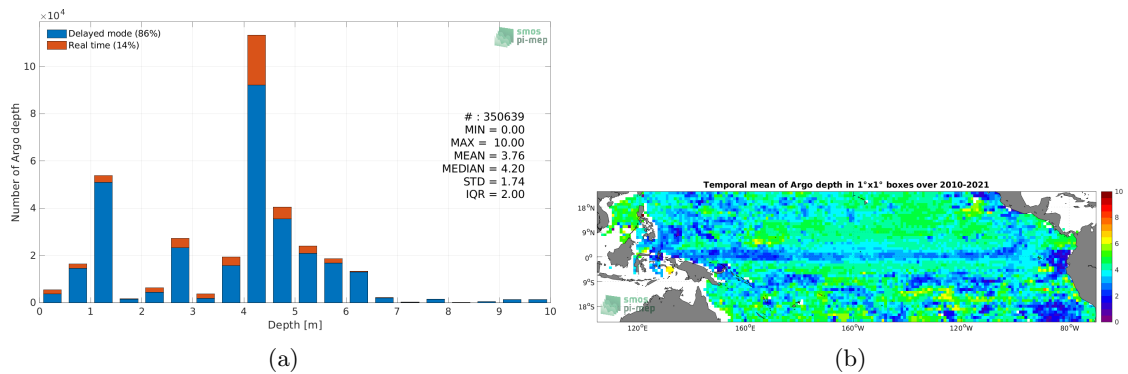 ×10⁴
Delayed mode (86%)
Real time (14%)
smos
pi-mep
10
8
6
4
2
0
Number of Argo depth
# : 350639
MIN = 0.00
MAX = 10.00
MEAN = 3.76
MEDIAN = 4.20
STD = 1.74
IQR = 2.00
0 1 2 3 4 5 6 7 8 9 10
Depth [m]
(a)
Temporal mean of Argo depth in 1°x1° boxes over 2010-2021
18°N
9°N
0°
9°S
18°S
smos
pi-mep
120°E 160°E 160°W 120°W 80°W
10
8
6
4
2
0
(b)